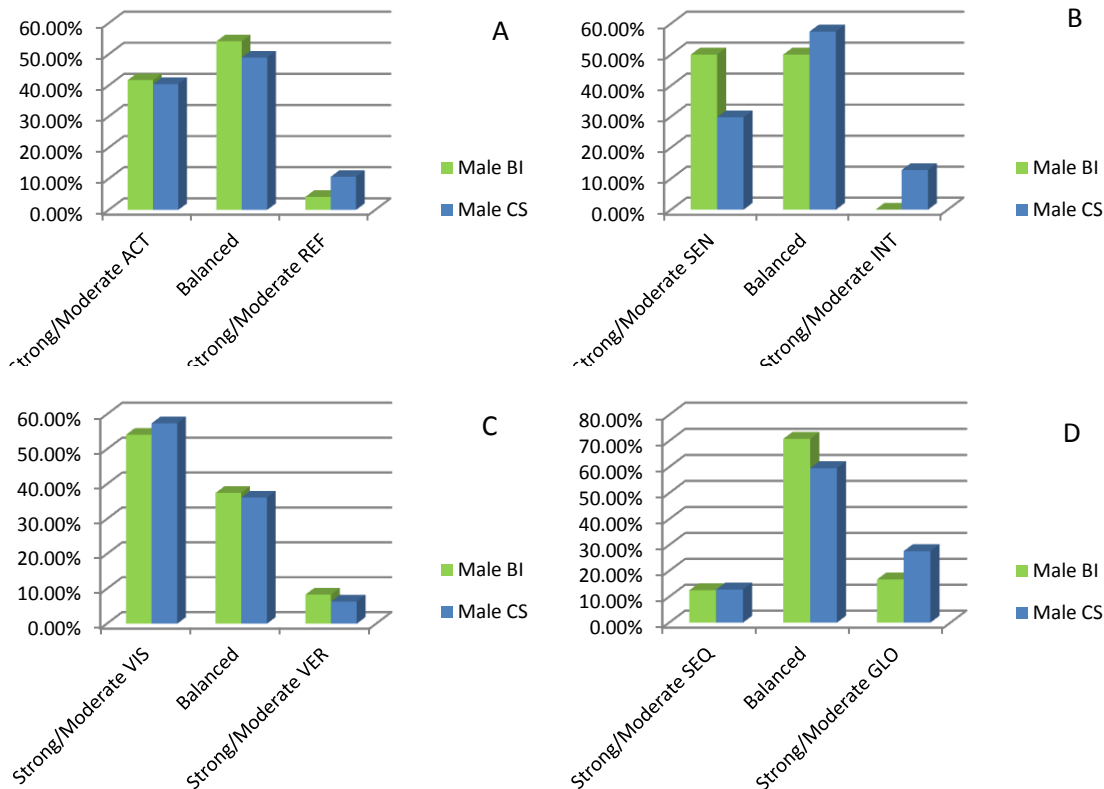 A
60.00%
50.00%
40.00%
30.00%
20.00%
10.00%
0.00%
Strong/Moderate ACT
Balanced
Strong/Moderate REF
Male BI
Male CS
B
60.00%
50.00%
40.00%
30.00%
20.00%
10.00%
0.00%
Strong/Moderate SEN
Balanced
Strong/Moderate INT
Male BI
Male CS
C
60.00%
50.00%
40.00%
30.00%
20.00%
10.00%
0.00%
Strong/Moderate VIS
Balanced
Strong/Moderate VER
Male BI
Male CS
D
80.00%
70.00%
60.00%
50.00%
40.00%
30.00%
20.00%
10.00%
0.00%
Strong/Moderate SEQ
Balanced
Strong/Moderate GLO
Male BI
Male CS